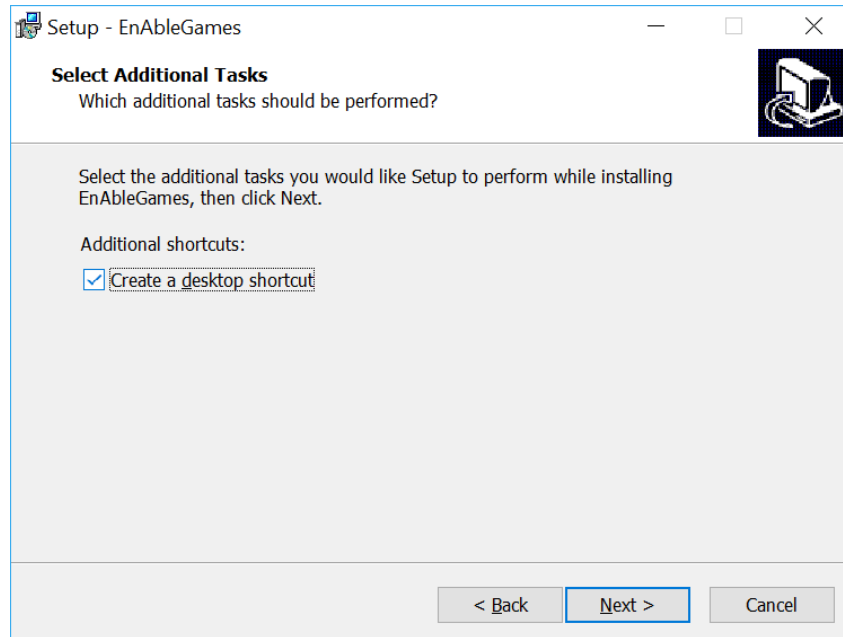 Setup - EnAbleGames
Select Additional Tasks
Which additional tasks should be performed?
Select the additional tasks you would like Setup to perform while installing
EnAbleGames, then click Next.
Additional shortcuts:
Create a desktop shortcut
< Back Next > Cancel